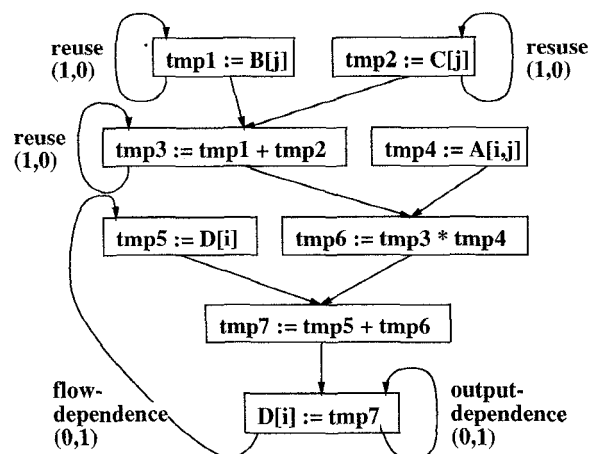 reuse
(1,0)
tmp1 := B[j]
tmp2 := C[j]
resuse
(1,0)
reuse
(1,0)
tmp3 := tmp1 + tmp2
tmp4 := A[i,j]
tmp5 := D[i]
tmp6 := tmp3 * tmp4
tmp7 := tmp5 + tmp6
flow-
dependence
(0,1)
D[i] := tmp7
output-
dependence
(0,1)